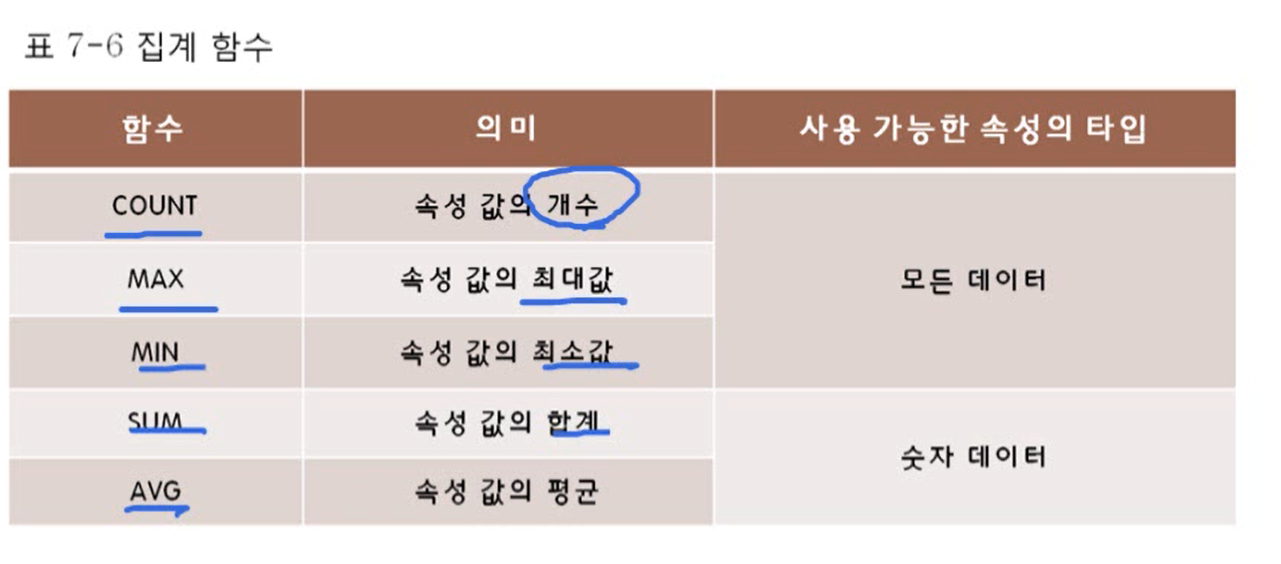 표 7-6 집계 함수
함수 의미 사용 가능한 속성의 타입
COUNT 속성 값의 개수
MAX 속성 값의 최대값 모든 데이터
MIN 속성 값의 최소값
SUM 속성 값의 합계
숫자 데이터
AVG 속성 값의 평균